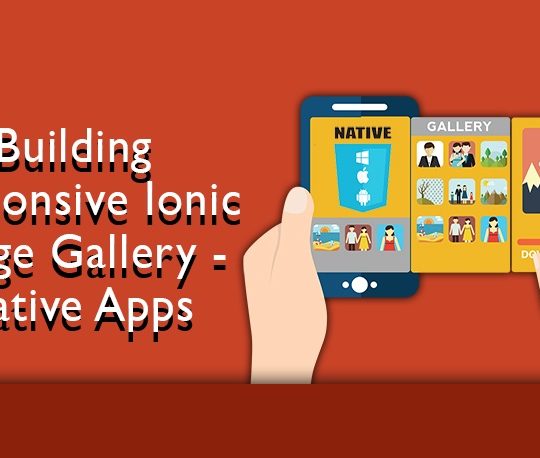 Building
onsive Ionic
ge Gallery -
ative Apps
NATIVE
GALLERY
DO